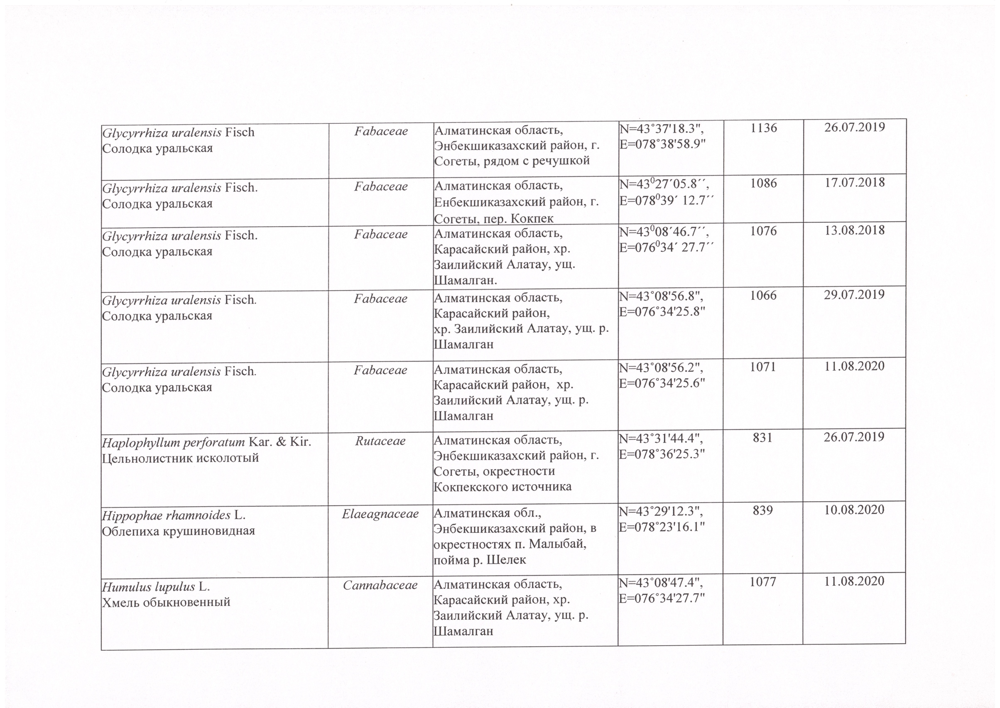 Glycyrrhiza uralensis Fisch
Солодка уральская
Fabaceae
Алматинская область,
Энбекшиказахский район, г.
Согеты, рядом с речушкой
N=43°37'18.3",
E=078°38'58.9"
1136
26.07.2019
Glycyrrhiza uralensis Fisch.
Солодка уральская
Fabaceae
Алматинская область,
Енбекшиказахский район, г.
Согеты, пер. Кокпек
N=43⁰27´05.8´´,
E=078⁰39´ 12.7´´
1086
17.07.2018
Glycyrrhiza uralensis Fisch.
Солодка уральская
Fabaceae
Алматинская область,
Карасайский район, хр.
Заилийский Алатау, ущ.
Шамалган.
N=43⁰08´46.7´´,
E=076⁰34´ 27.7´´
1076
13.08.2018
Glycyrrhiza uralensis Fisch.
Солодка уральская
Fabaceae
Алматинская область,
Карасайский район,
хр. Заилийский Алатау, ущ. р.
Шамалган
N=43°08'56.8",
E=076°34'25.8"
1066
29.07.2019
Glycyrrhiza uralensis Fisch.
Солодка уральская
Fabaceae
Алматинская область,
Карасайский район, хр.
Заилийский Алатау, ущ. р.
Шамалган
N=43°08'56.2",
E=076°34'25.6"
1071
11.08.2020
Haplophyllum perforatum Kar. & Kir.
Цельнолистник исколотый
Rutaceae
Алматинская область,
Энбекшиказахский район, г.
Согеты, окрестности
Кокпекского источника
N=43°31'44.4",
E=078°36'25.3"
831
26.07.2019
Hippophae rhamnoides L.
Облепиха крушиновидная
Elaeagnaceae
Алматинская обл.,
Энбекшиказахский район, в
окрестностях п. Малыбай,
пойма р. Шелек
N=43°29'12.3",
E=078°23'16.1"
839
10.08.2020
Humulus lupulus L.
Хмель обыкновенный
Cannabaceae
Алматинская область,
Карасайский район, хр.
Заилийский Алатау, ущ. р.
Шамалган
N=43°08'47.4",
E=076°34'27.7"
1077
11.08.2020